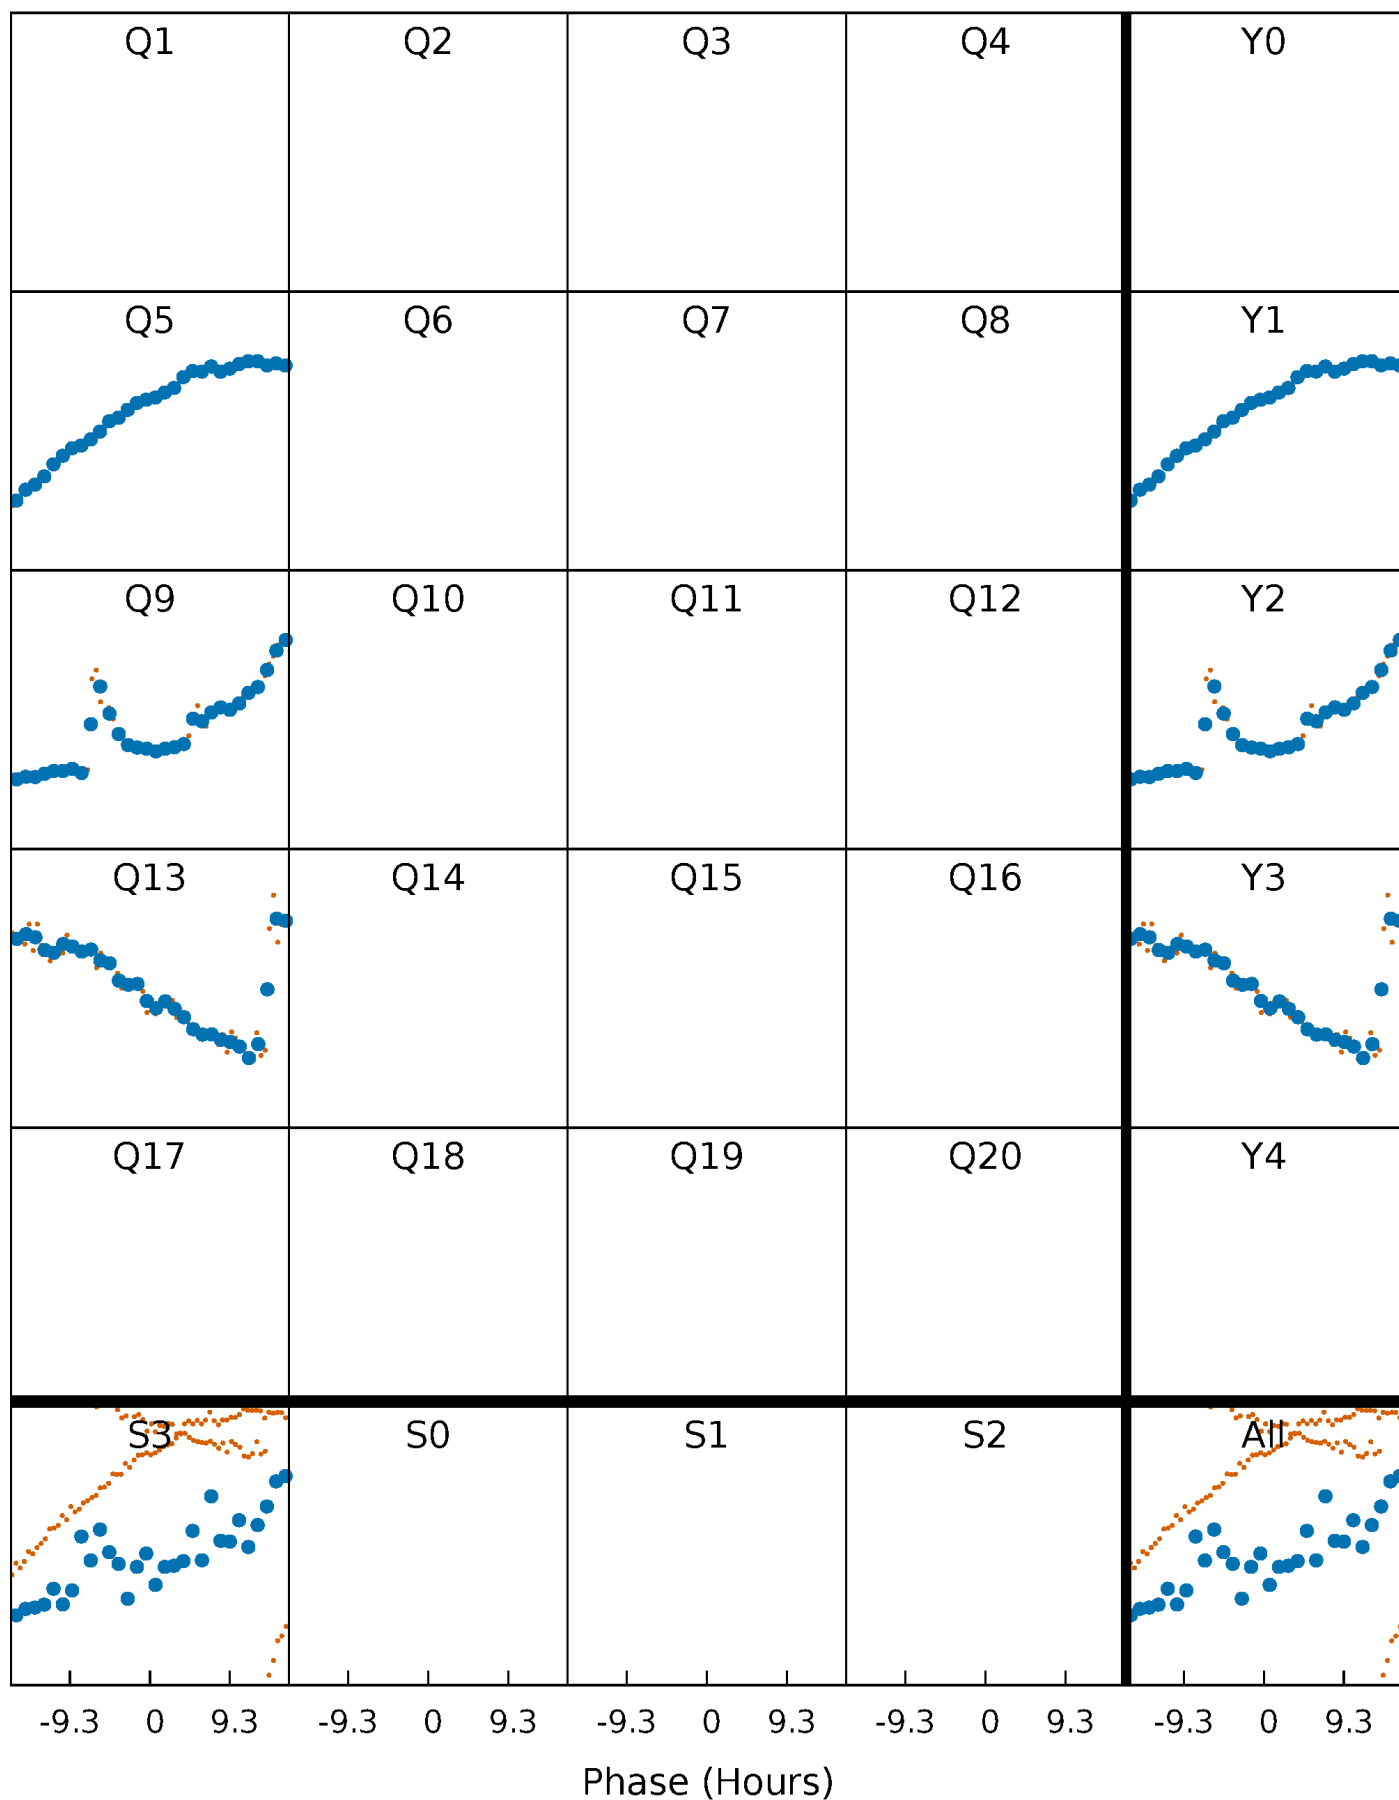 Q1 Q2 Q3 Q4 Y0
Q5 Q6 Q7 Q8 Y1
Q9 Q10 Q11 Q12 Y2
Q13 Q14 Q15 Q16 Y3
Q17 Q18 Q19 Q20 Y4
S3 S0 S1 S2 All
-9.3 0 9.3 -9.3 0 9.3 -9.3 0 9.3 -9.3 0 9.3 -9.3 0 9.3
Phase (Hours)